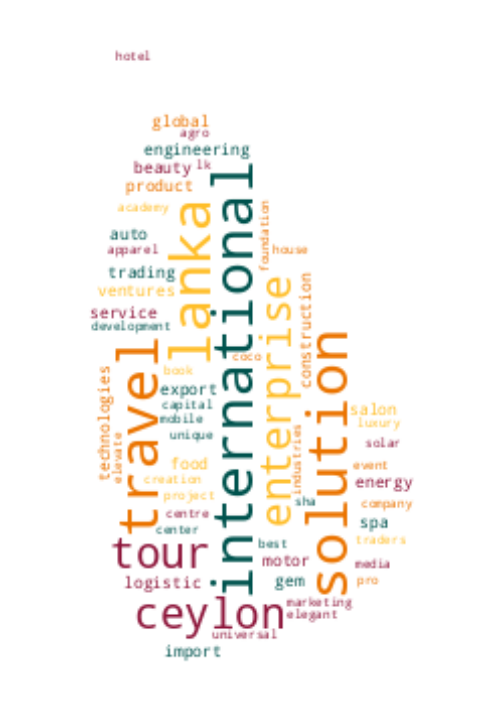 hotel
global
agro
engineering
beauty
lk
product
international
lanka
academy
foundation
auto
apparel
house
trading
ventures
enterprise
construction
service
development
solution
travel
coco
technologies
book
export
capital
mobile
unique
elevate
salon
luxury
industries
solar
food
event
creation
energy
project
sha
company
centre
center
spa
traders
tour
best
motor
media
logistic
gem
pro
ceylon
marketing
elegant
universal
import